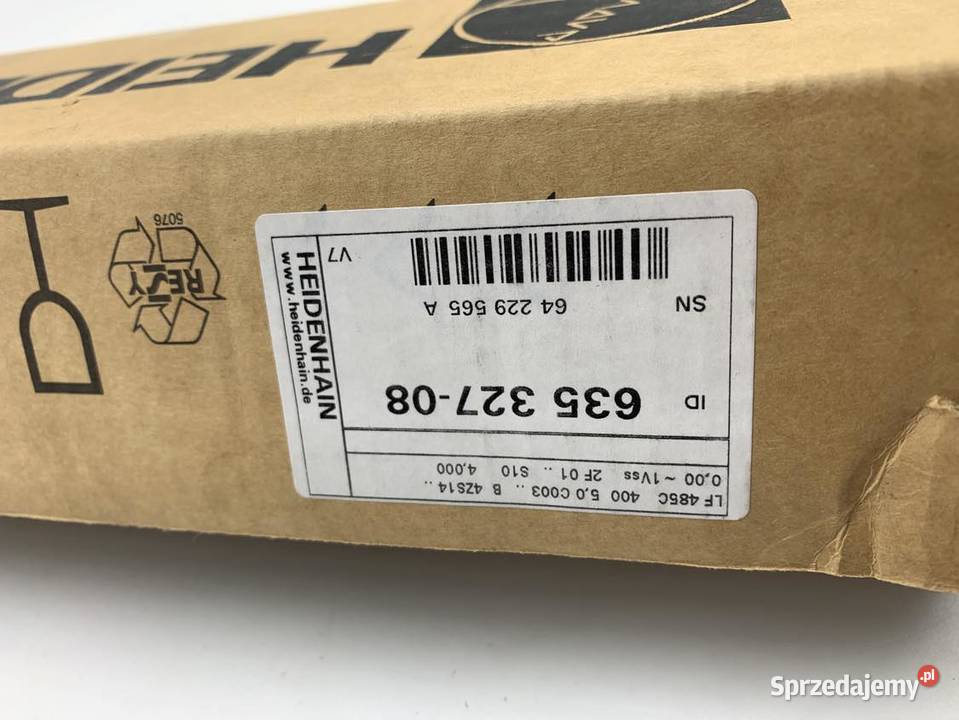 HEID
LF 485C 400 5,0 C003.. B 4ZS14..
0,00 ~ 1Vss 2F 01 .. S10 4,000
ID 635 327-08
SN 64 229 565 A
V7
HEIDENHAIN
www.heidenhain.de
RESY
5076
Sprzedajemy.pl